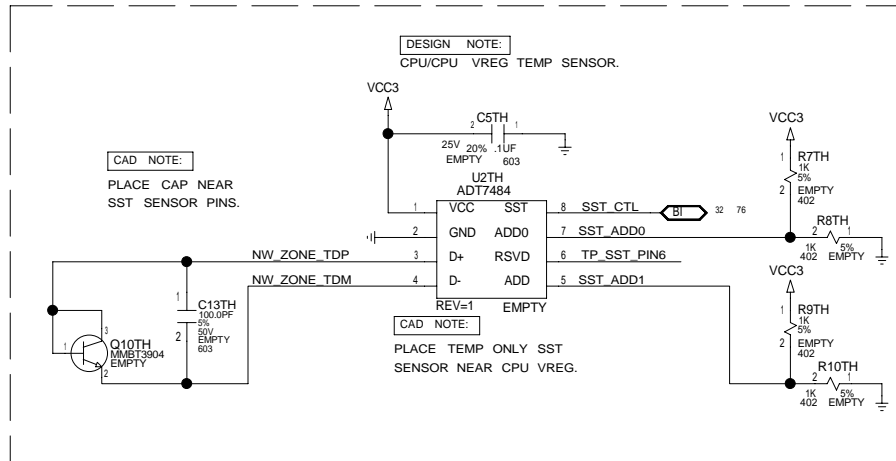 DESIGN NOTE:
CPU/CPU VREG TEMP SENSOR.
VCC3
C5TH
2 1
25V 20% .1UF
EMPTY 603
CAD NOTE:
PLACE CAP NEAR
SST SENSOR PINS.
U2TH
ADT7484
1 VCC SST 8 SST_CTL BI 32 76
2 GND ADD0 7 SST_ADD0
NW_ZONE_TDP 3 D+ RSVD 6 TP_SST_PIN6
NW_ZONE_TDM 4 D- ADD 5 SST_ADD1
REV=1 EMPTY
CAD NOTE:
PLACE TEMP ONLY SST
SENSOR NEAR CPU VREG.
1
C13TH
100.0PF
5%
50V
EMPTY
603
2
3
Q10TH
1
MMBT3904
EMPTY
2
VCC3
1 R7TH
1K
5%
2 EMPTY
402
R8TH
2 1
1K 5%
402 EMPTY
VCC3
1 R9TH
1K
5%
2 EMPTY
402
R10TH
2 1
1K 5%
402 EMPTY